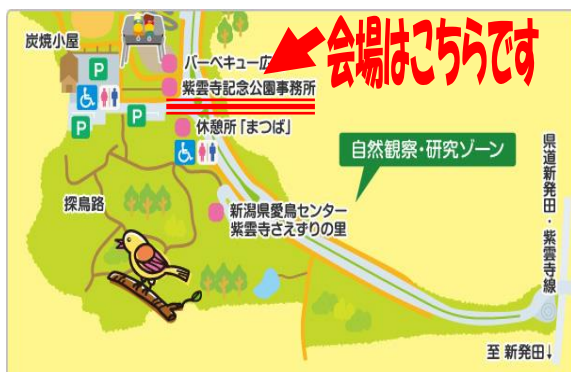 炭焼小屋
会場はこちらです
バーベキュー広
紫雲寺記念公園事務所
休憩所「まつば」
P
P
P
自然観察・研究ゾーン
県道新発田・紫雲寺線
探鳥路
新潟県愛鳥センター
紫雲寺さえずりの里
至 新発田↓